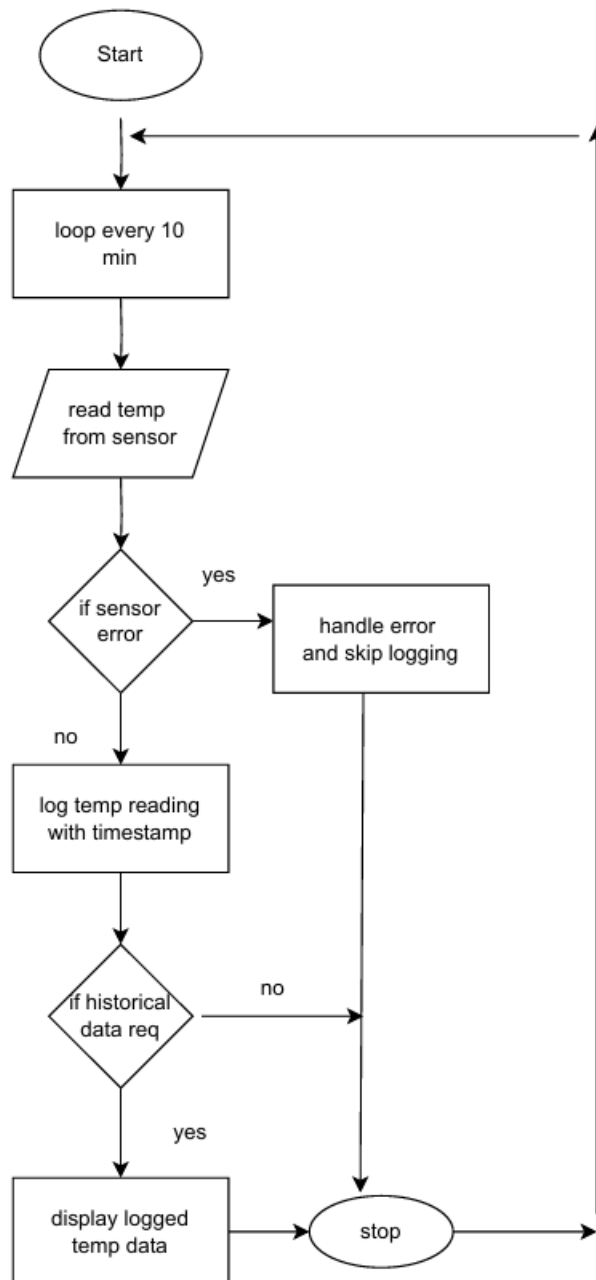 Start
loop every 10
min
read temp
from sensor
if sensor
error
yes
handle error
and skip logging
no
log temp reading
with timestamp
if historical
data req
no
yes
display logged
temp data
stop